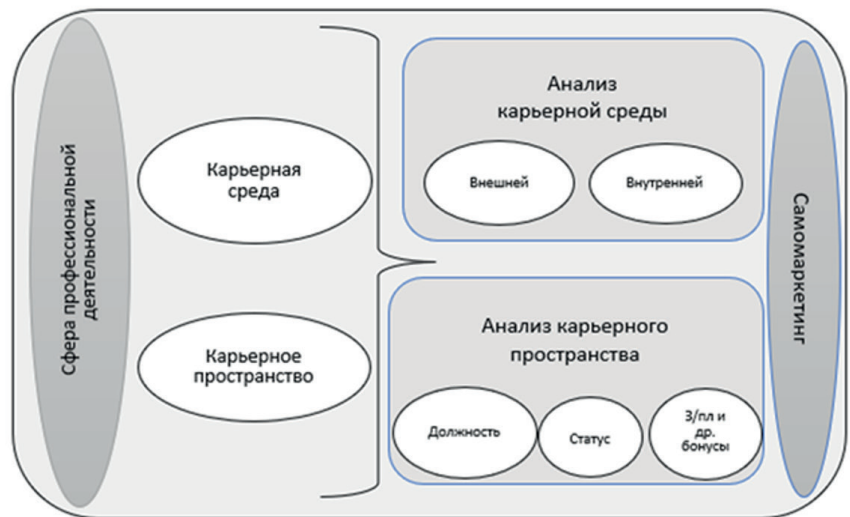 Сфера профессиональной
деятельности
Карьерная
среда
Карьерное
пространство
Анализ
карьерной среды
Внешней
Внутренней
Анализ карьерного
пространства
Должность
Статус
З/пл и
др.
бонусы
Самомаркетинг